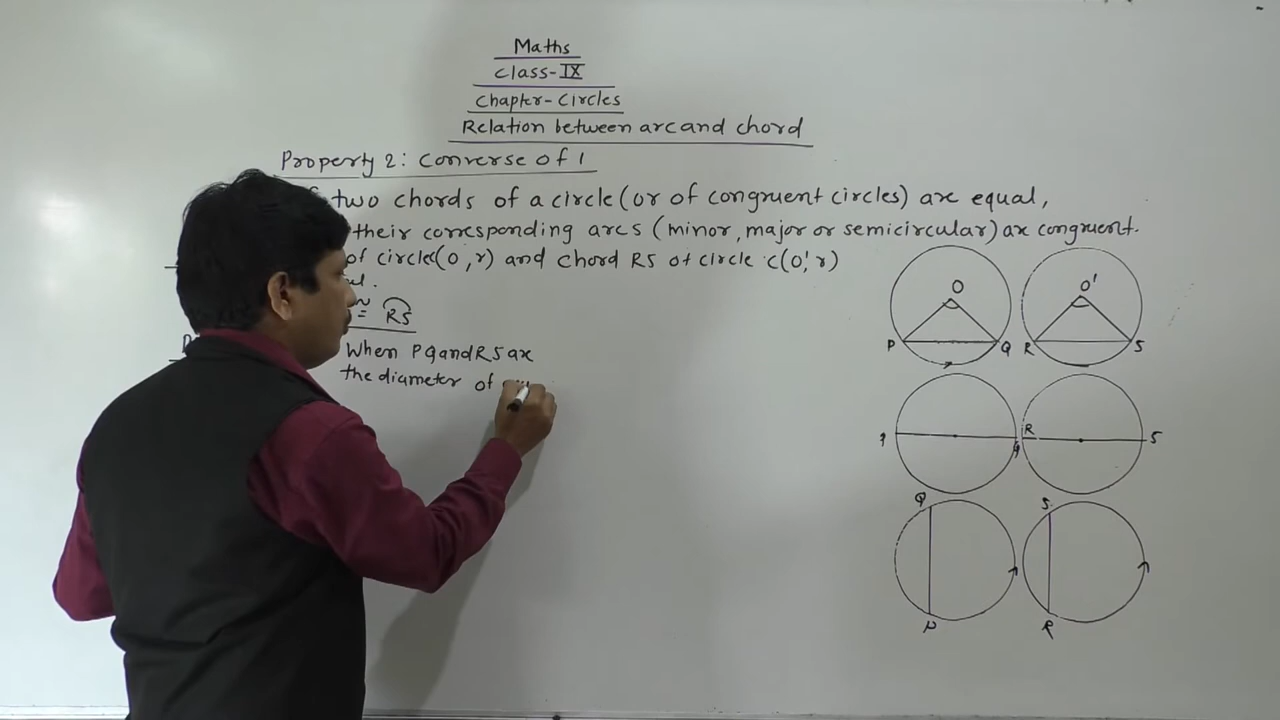 Maths
Class-IX
Chapter-Circles
Relation between arc and chord
Property 2: Converse of 1
two chords of a circle (or of congruent circles) are equal,
their corresponding arcs (minor, major or semicircular) are congruent.
of circle(O, r) and chord RS of circle C(O', r)
≅ RS
When PQ and RS are
the diameter of
O
P
Q
O'
R
S
P
Q
R
S
Q
P
S
R